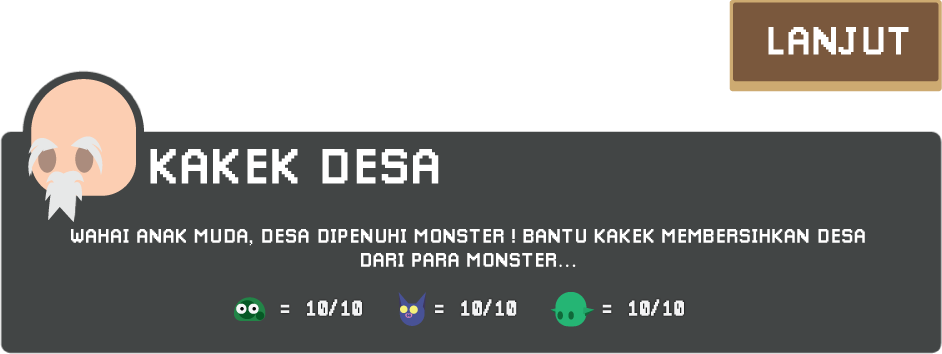 LANJUT
KAKEK DESA
WAHAI ANAK MUDA, DESA DIPENUHI MONSTER ! BANTU KAKEK MEMBERSIHKAN DESA
DARI PARA MONSTER...
= 10/10 = 10/10 = 10/10